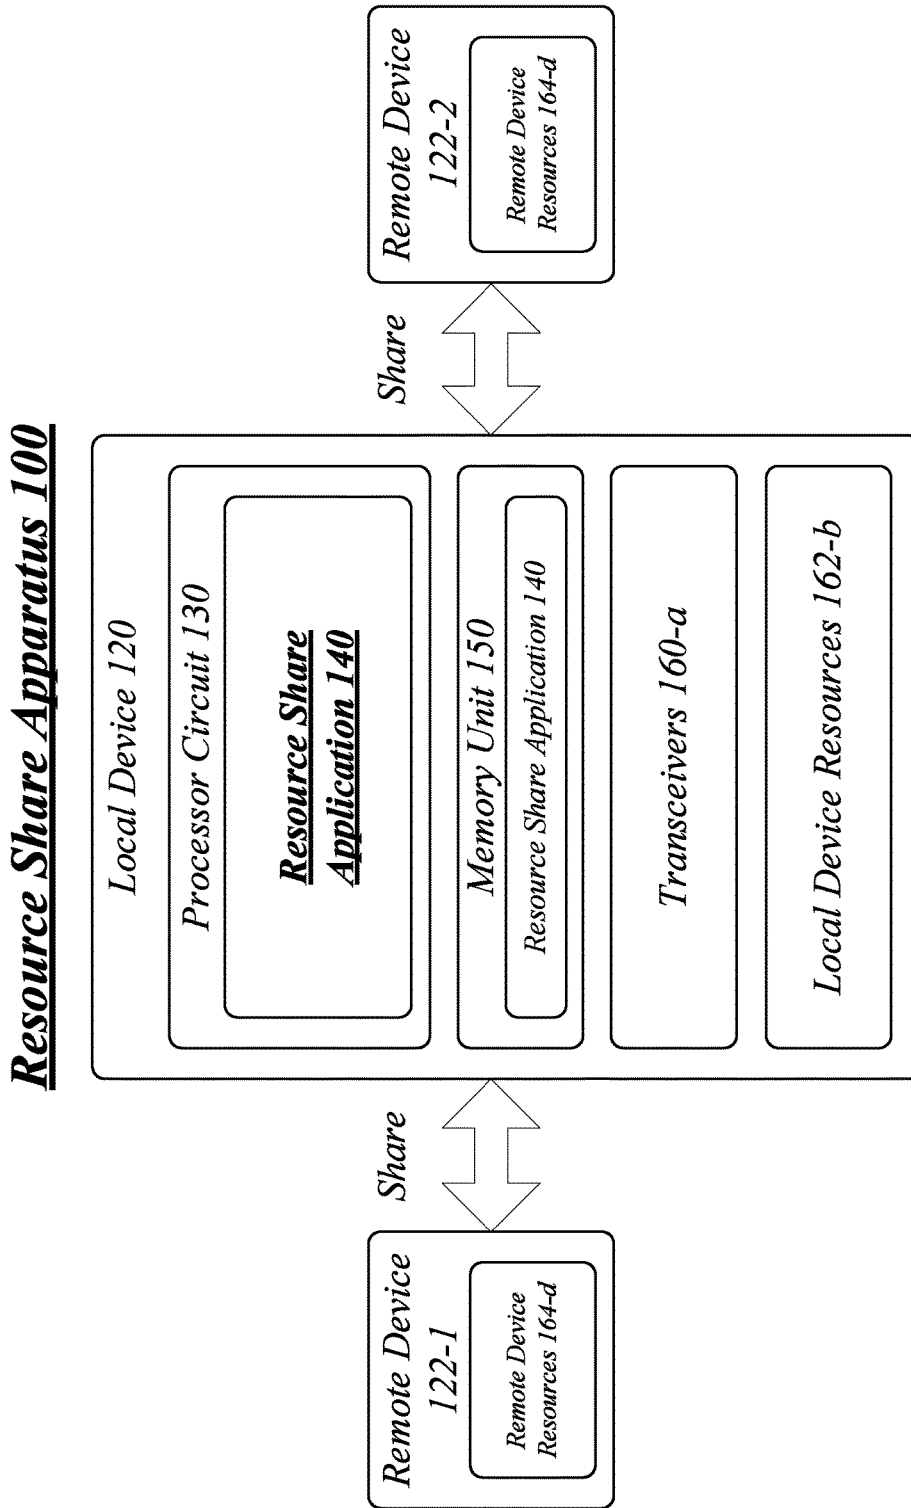 Resource Share Apparatus 100
Remote Device
122-1
Remote Device
Resources 164-d
Share
Local Device 120
Processor Circuit 130
Resource Share
Application 140
Memory Unit 150
Resource Share Application 140
Transceivers 160-a
Local Device Resources 162-b
Share
Remote Device
122-2
Remote Device
Resources 164-d